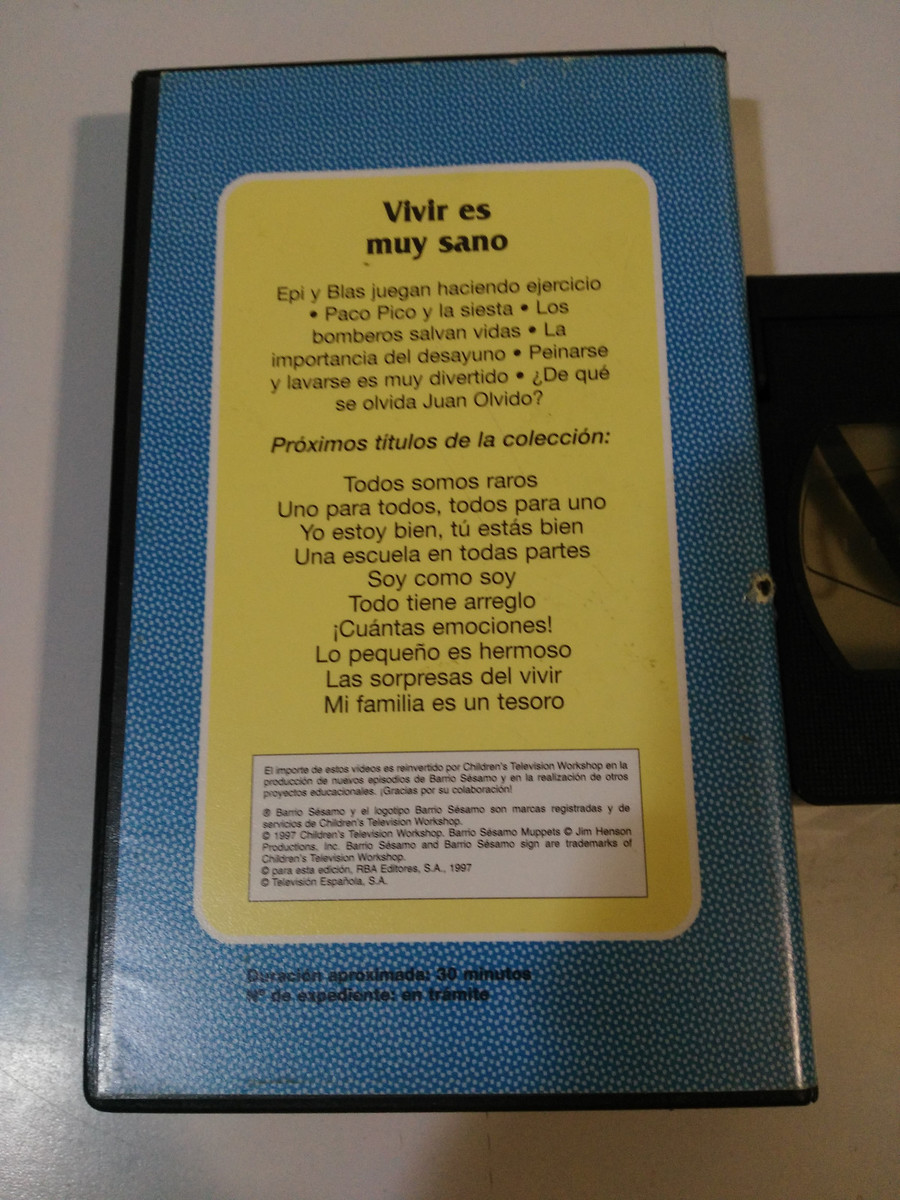 Vivir es
muy sano
Epi y Blas juegan haciendo ejercicio
• Paco Pico y la siesta • Los
bomberos salvan vidas • La
importancia del desayuno • Peinarse
y lavarse es muy divertido • ¿De qué
se olvida Juan Olvido?
Próximos títulos de la colección:
Todos somos raros
Uno para todos, todos para uno
Yo estoy bien, tú estás bien
Una escuela en todas partes
Soy como soy
Todo tiene arreglo
¡Cuántas emociones!
Lo pequeño es hermoso
Las sorpresas del vivir
Mi familia es un tesoro
El importe de estos vídeos es reinvertido por Children's Television Workshop en la
producción de nuevos episodios de Barrio Sésamo y en la realización de otros
proyectos educacionales. ¡Gracias por su colaboración!
® Barrio Sésamo y el logotipo Barrio Sésamo son marcas registradas y de
servicios de Children's Television Workshop.
© 1997 Children's Television Workshop. Barrio Sésamo Muppets © Jim Henson
Productions, Inc. Barrio Sésamo and Barrio Sésamo sign are trademarks of
Children's Television Workshop.
© para esta edición, RBA Editores, S.A., 1997
© Televisión Española, S.A.
Duración aproximada: 30 minutos
Nº de expediente: en trámite